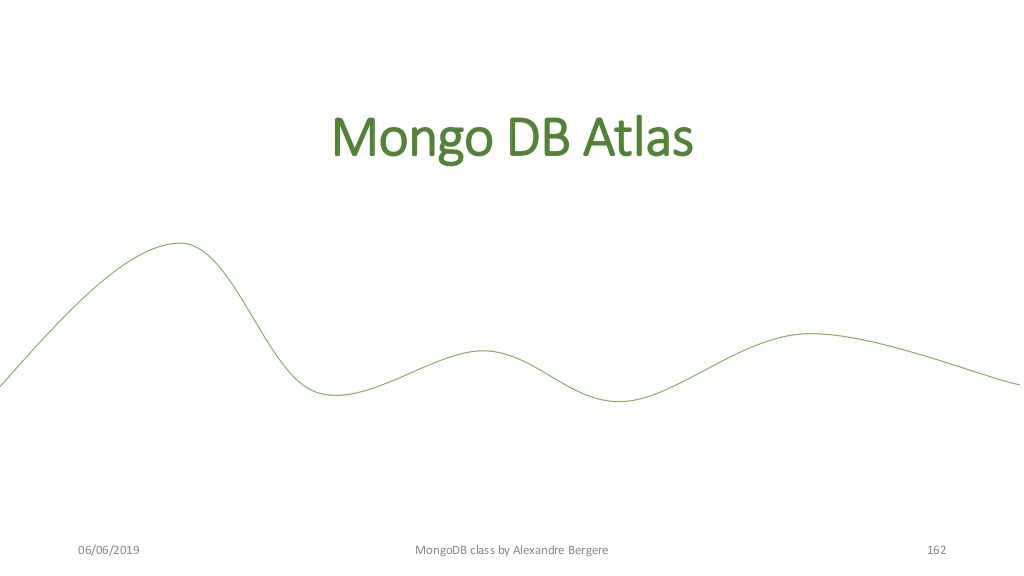 Mongo DB Atlas
06/06/2019
MongoDB class by Alexandre Bergere
162